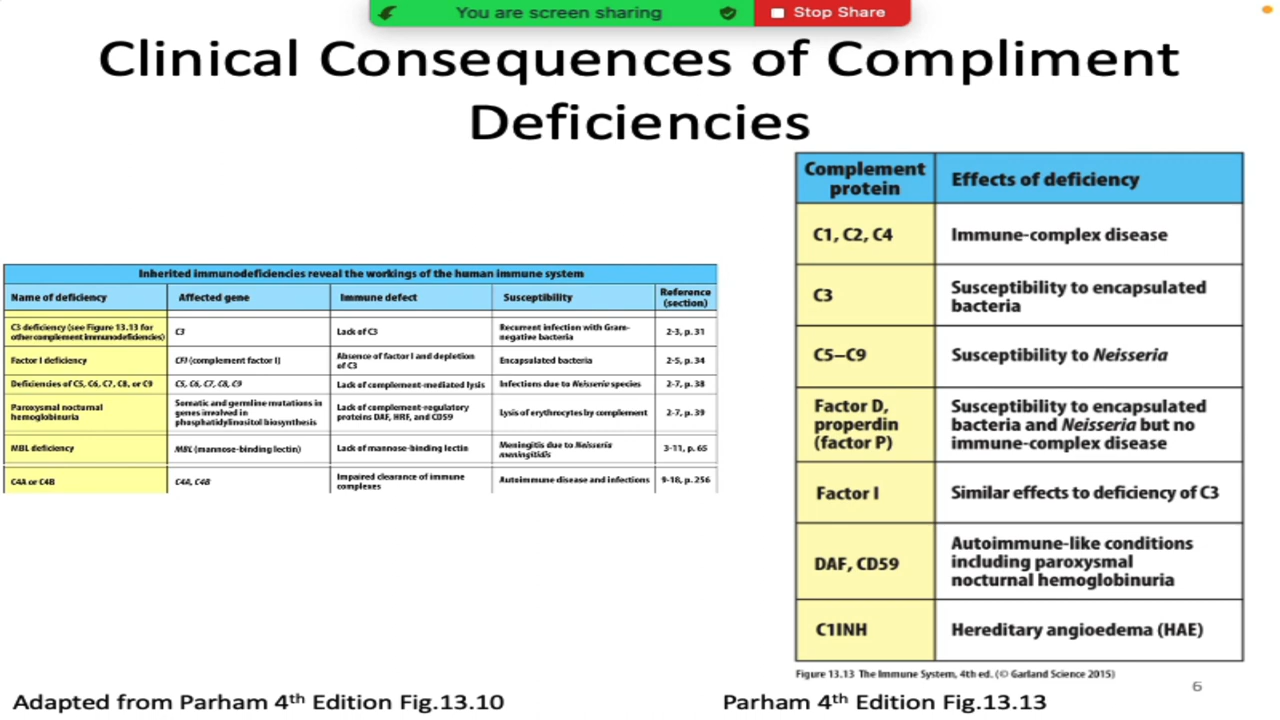 You are screen sharing Stop Share
Clinical Consequences of Compliment
Deficiencies
Inherited immunodeficiencies reveal the workings of the human immune system
Name of deficiency Affected gene Immune defect Susceptibility Reference (section)
C3 deficiency (see Figure 13.13 for other complement immunodeficiencies) C3 Lack of C3 Recurrent infection with Gram-negative bacteria 2-3, p. 31
Factor I deficiency CFI (complement factor I) Absence of factor I and depletion of C3 Encapsulated bacteria 2-5, p. 34
Deficiencies of C5, C6, C7, C8, or C9 C5, C6, C7, C8, C9 Lack of complement-mediated lysis Infections due to Neisseria species 2-7, p. 38
Paroxysmal nocturnal hemoglobinuria Somatic and germline mutations in genes involved in phosphatidylinositol biosynthesis Lack of complement-regulatory proteins DAF, HRF, and CD59 Lysis of erythrocytes by complement 2-7, p. 39
MBL deficiency MBL (mannose-binding lectin) Lack of mannose-binding lectin Meningitis due to Neisseria meningitidis 3-11, p. 65
C4A or C4B C4A, C4B Impaired clearance of immune complexes Autoimmune disease and infections 9-18, p. 256
Complement protein Effects of deficiency
C1, C2, C4 Immune-complex disease
C3 Susceptibility to encapsulated bacteria
C5–C9 Susceptibility to Neisseria
Factor D, properdin (factor P) Susceptibility to encapsulated bacteria and Neisseria but no immune-complex disease
Factor I Similar effects to deficiency of C3
DAF, CD59 Autoimmune-like conditions including paroxysmal nocturnal hemoglobinuria
C1INH Hereditary angioedema (HAE)
Figure 13.13 The Immune System, 4th ed. (© Garland Science 2015)
6
Adapted from Parham 4th Edition Fig.13.10
Parham 4th Edition Fig.13.13